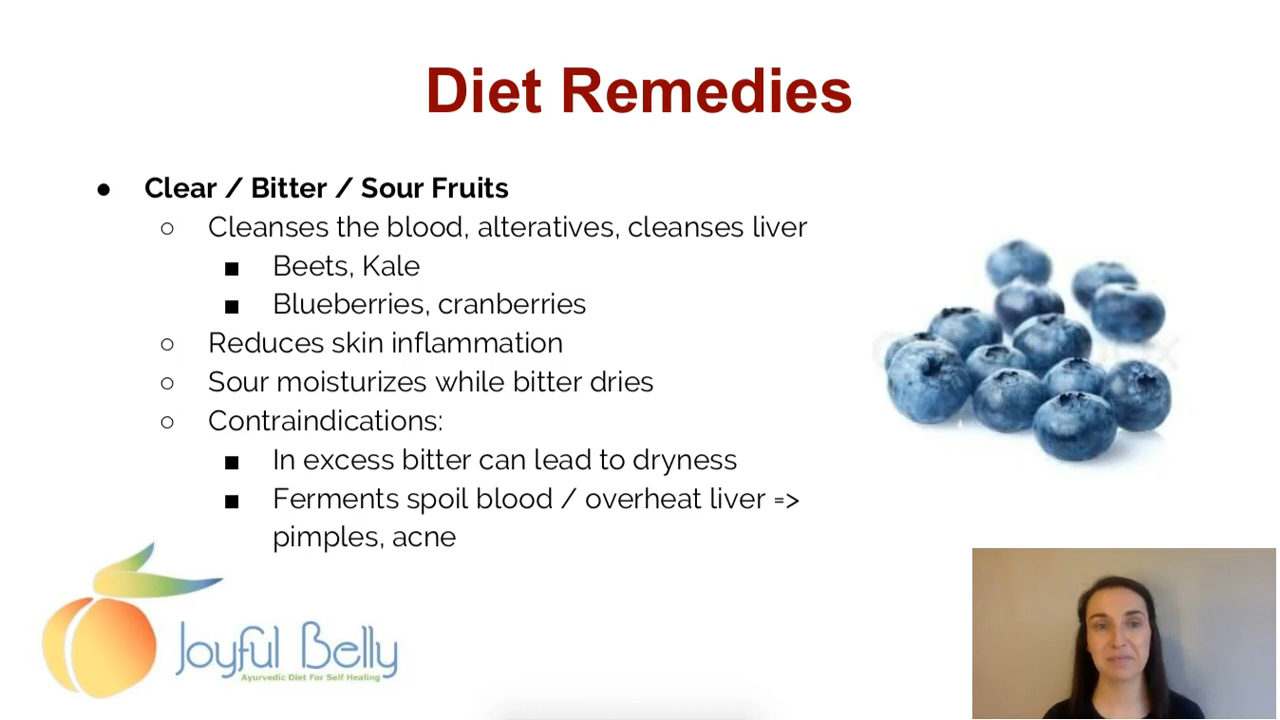 Diet Remedies
● Clear / Bitter / Sour Fruits
○ Cleanses the blood, alteratives, cleanses liver
■ Beets, Kale
■ Blueberries, cranberries
○ Reduces skin inflammation
○ Sour moisturizes while bitter dries
○ Contraindications:
■ In excess bitter can lead to dryness
■ Ferments spoil blood / overheat liver =>
pimples, acne
Joyful Belly
Ayurvedic Diet For Self Healing